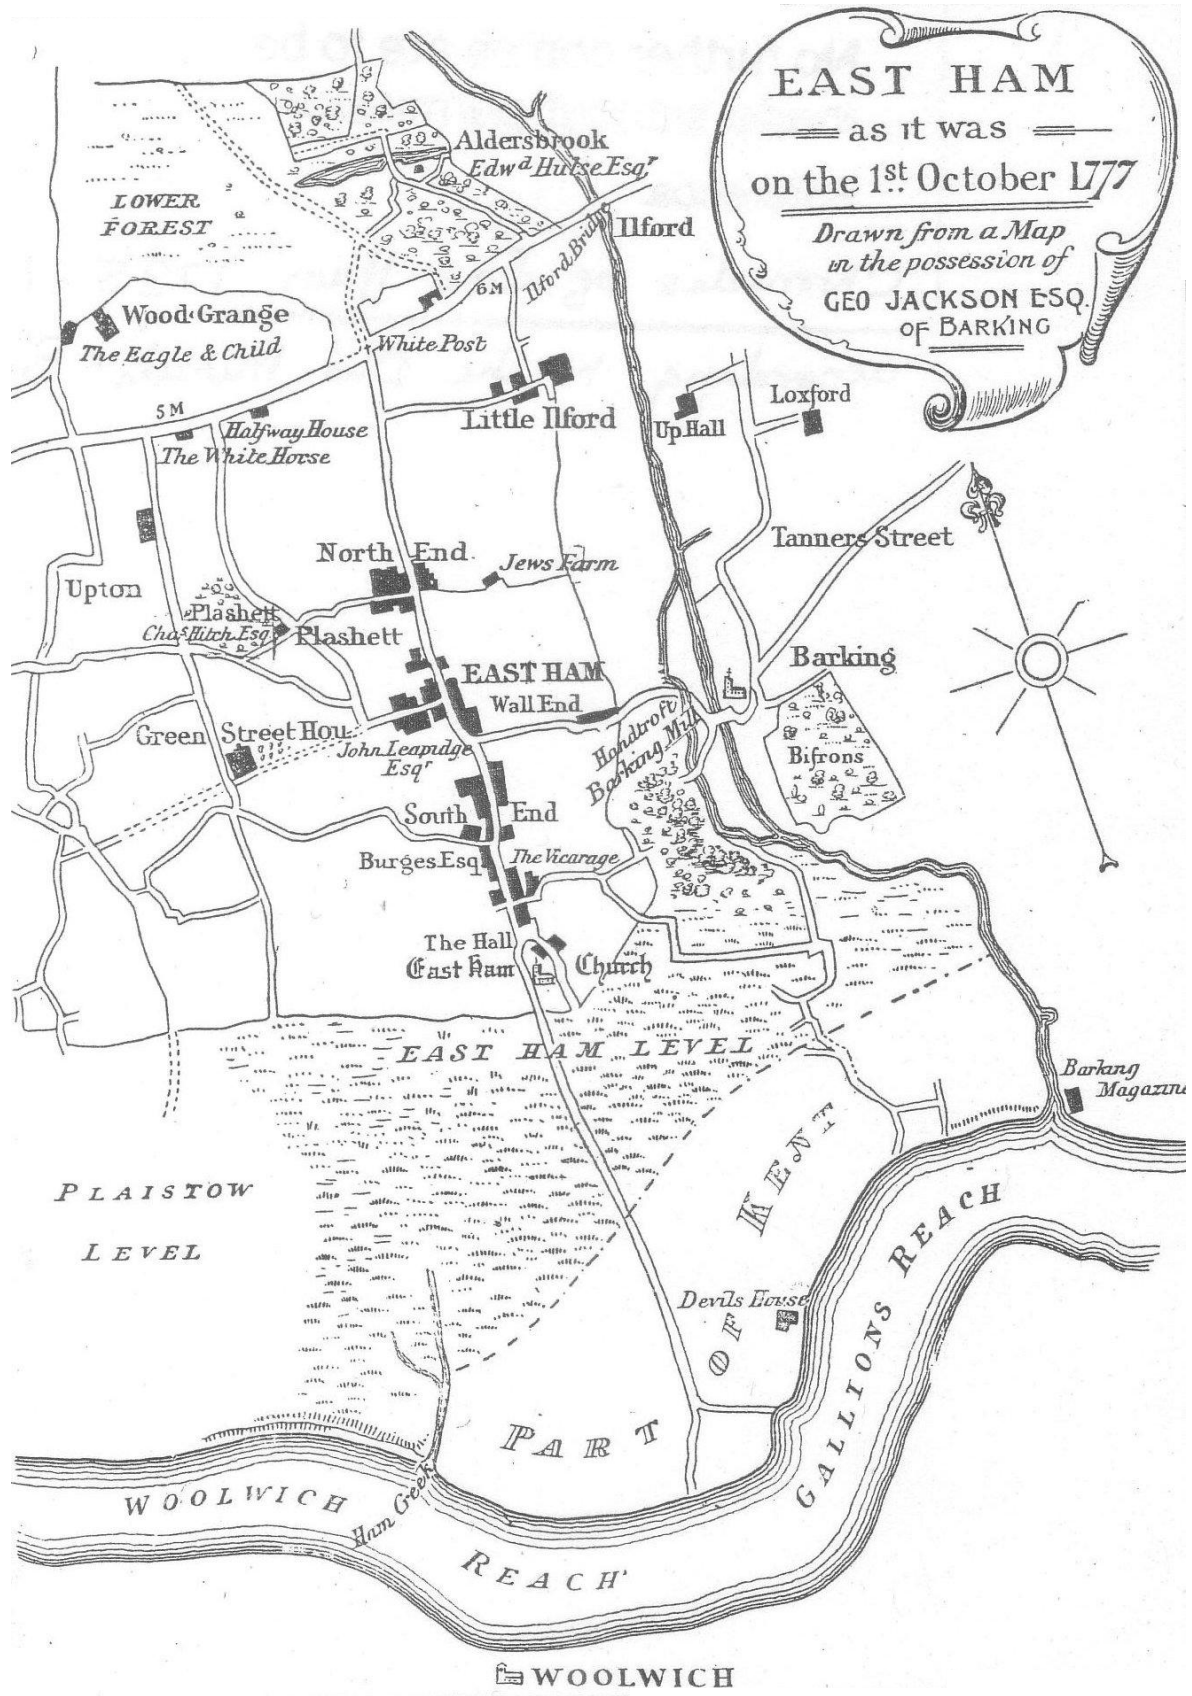 EAST HAM
as it was
on the 1st. October 1777
Drawn from a Map
in the possession of
GEO JACKSON ESQ.
OF BARKING
Aldersbrook
Edwd Hulse Esqr
LOWER
FOREST
Ilford
Ilford Bridge
6 M
Wood Grange
The Eagle & Child
White Post
5 M
Halfway House
The White Horse
Little Ilford
Up Hall
Loxford
Tanners Street
North End
Jews Farm
Upton
Plashett
Chas Hitch Esq
Plashett
EAST HAM
Wall End
Barking
Handtroft
Barking Mill
Bifrons
Green Street Hou
John Leapidge
Esqr
South End
Burges Esq
The Vicarage
The Hall
East Ham Church
EAST HAM LEVEL
Barking
Magazine
PLAISTOW
LEVEL
PART OF KENT
Devils House
GALLIONS REACH
WOOLWICH
REACH
Ham Creek
WOOLWICH